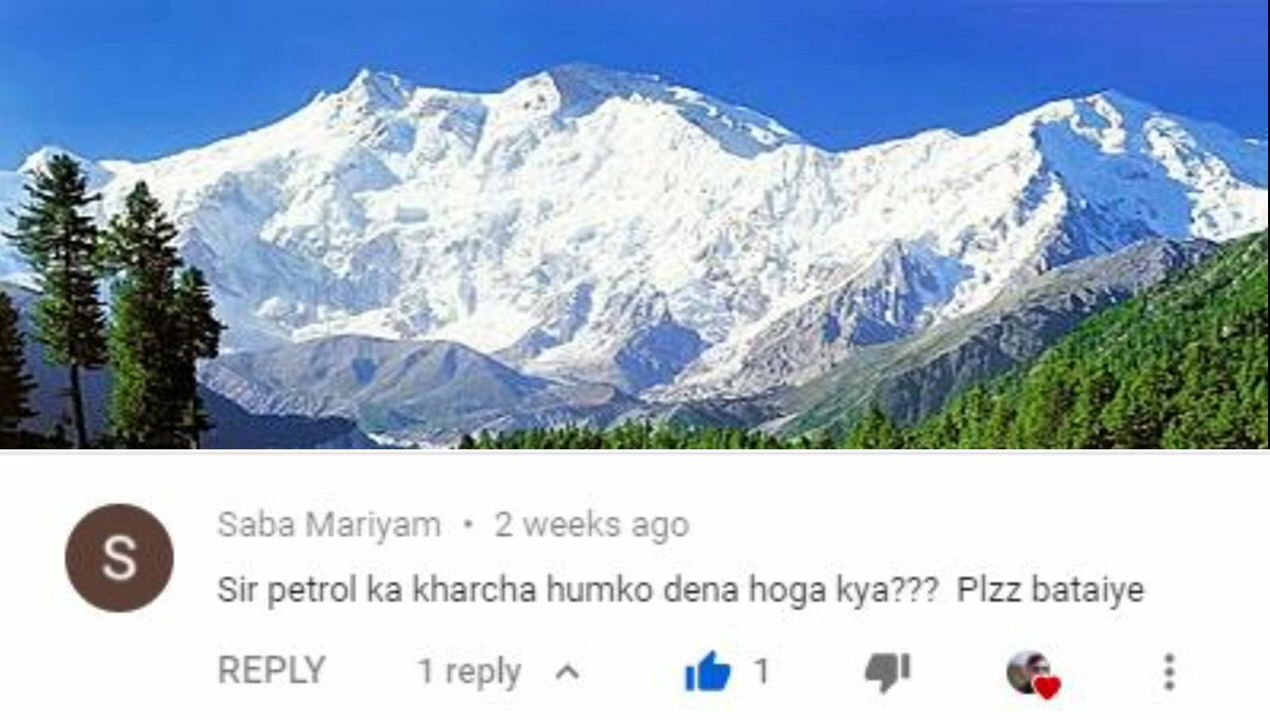 S
Saba Mariyam • 2 weeks ago
Sir petrol ka kharcha humko dena hoga kya??? Plzz bataiye
REPLY 1 reply 1